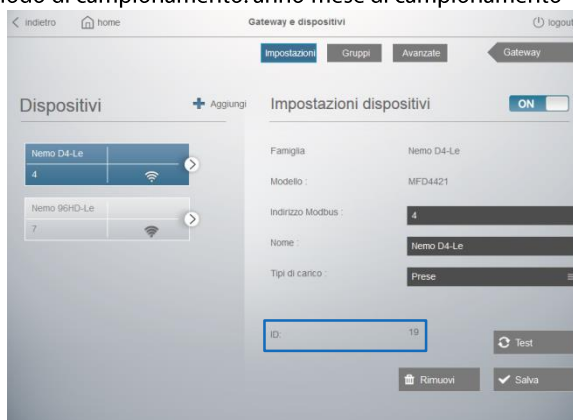 odo di campionamento: anno-mese di campionamento
indietro home Gateway e dispositivi logout
Impostazioni Gruppi Avanzate Gateway
Dispositivi Aggiungi Impostazioni dispositivi ON
Nemo D4-Le
4
Nemo 96HD-Le
7
Famiglia Nemo D4-Le
Modello : MFD4421
Indirizzo Modbus : 4
Nome : Nemo D4-Le
Tipi di carico : Prese
ID: 19
Test
Rimuovi Salva